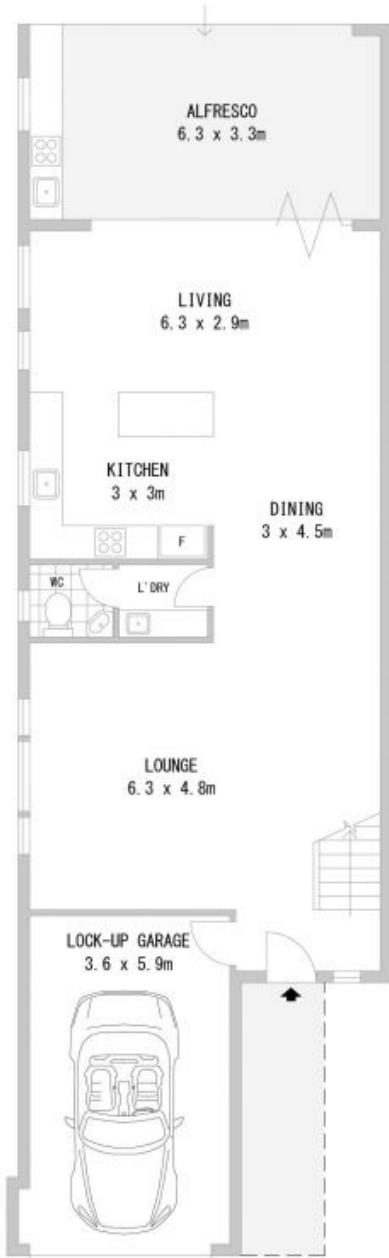 ALFRESCO
6.3 x 3.3m
LIVING
6.3 x 2.9m
KITCHEN
3 x 3m
DINING
3 x 4.5m
F
WC
L'DRY
LOUNGE
6.3 x 4.8m
LOCK-UP GARAGE
3.6 x 5.9m